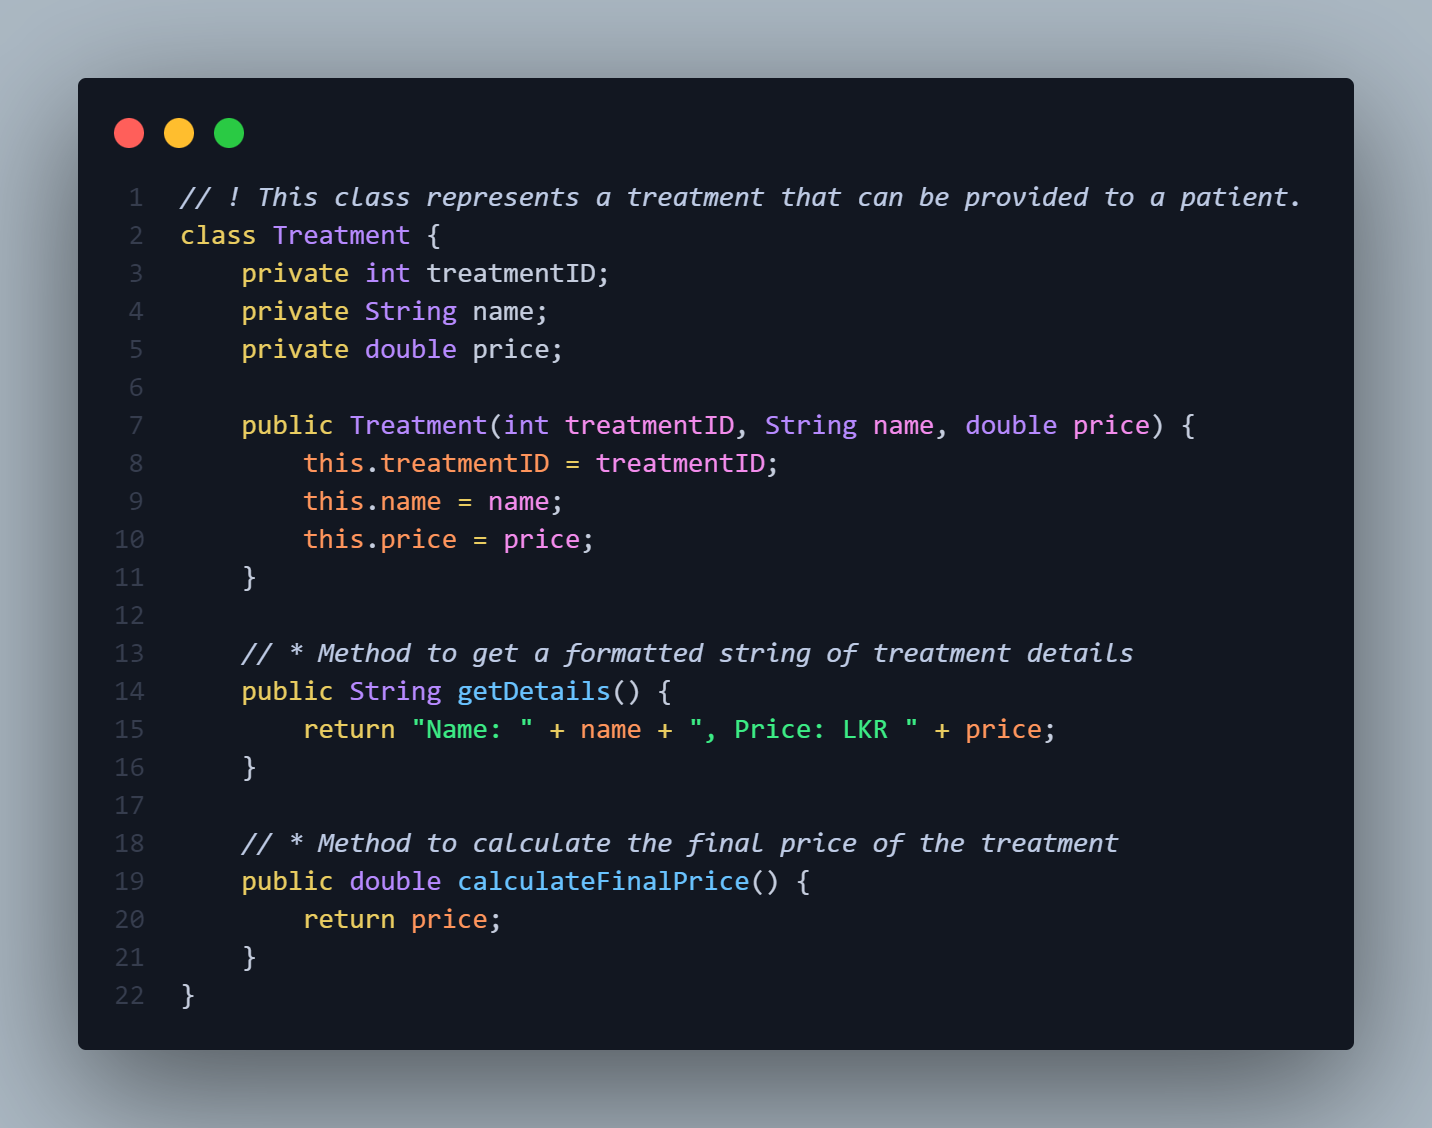 1 // ! This class represents a treatment that can be provided to a patient.
2 class Treatment {
3     private int treatmentID;
4     private String name;
5     private double price;
6
7     public Treatment(int treatmentID, String name, double price) {
8         this.treatmentID = treatmentID;
9         this.name = name;
10         this.price = price;
11     }
12
13     // * Method to get a formatted string of treatment details
14     public String getDetails() {
15         return "Name: " + name + ", Price: LKR " + price;
16     }
17
18     // * Method to calculate the final price of the treatment
19     public double calculateFinalPrice() {
20         return price;
21     }
22 }